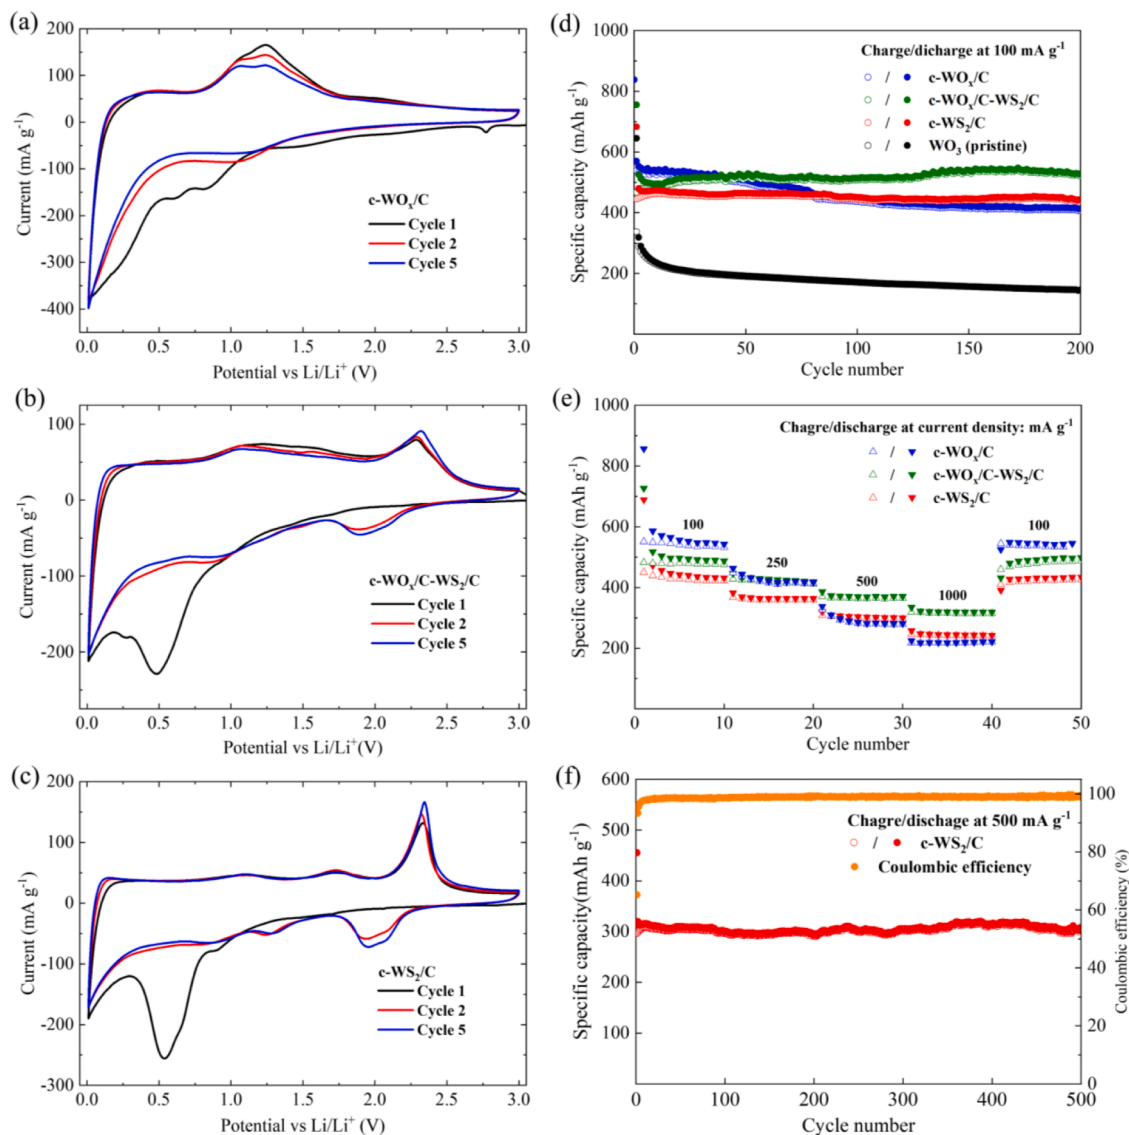 (a)
200
100
0
-100
-200
-300
-400
Current (mA g⁻¹)
c-WOₓ/C
Cycle 1
Cycle 2
Cycle 5
0.0 0.5 1.0 1.5 2.0 2.5 3.0
Potential vs Li/Li⁺ (V)
(d)
1000
800
600
400
200
0 50 100 150 200
Specific capacity (mAh g⁻¹)
Charge/dicharge at 100 mA g⁻¹
/ c-WOₓ/C
/ c-WOₓ/C-WS₂/C
/ c-WS₂/C
/ WO₃ (pristine)
Cycle number
(b)
100
0
-100
-200
Current (mA g⁻¹)
c-WOₓ/C-WS₂/C
Cycle 1
Cycle 2
Cycle 5
0.0 0.5 1.0 1.5 2.0 2.5 3.0
Potential vs Li/Li⁺(V)
(e)
1000
800
600
400
200
0 10 20 30 40 50
Specific capacity (mAh g⁻¹)
Chagre/discharge at current density: mA g⁻¹
/ c-WOₓ/C
/ c-WOₓ/C-WS₂/C
/ c-WS₂/C
100
250
500
1000
100
Cycle number
(c)
200
100
0
-100
-200
-300
Current (mA g⁻¹)
c-WS₂/C
Cycle 1
Cycle 2
Cycle 5
0.0 0.5 1.0 1.5 2.0 2.5 3.0
Potential vs Li/Li⁺ (V)
(f)
600
500
400
300
200
100
0 100 200 300 400 500
Specific capacity(mAh g⁻¹)
Chagre/dischage at 500 mA g⁻¹
/ c-WS₂/C
Coulombic efficiency
100
80
60
40
20
0
Coulombic efficiency (%)
Cycle number